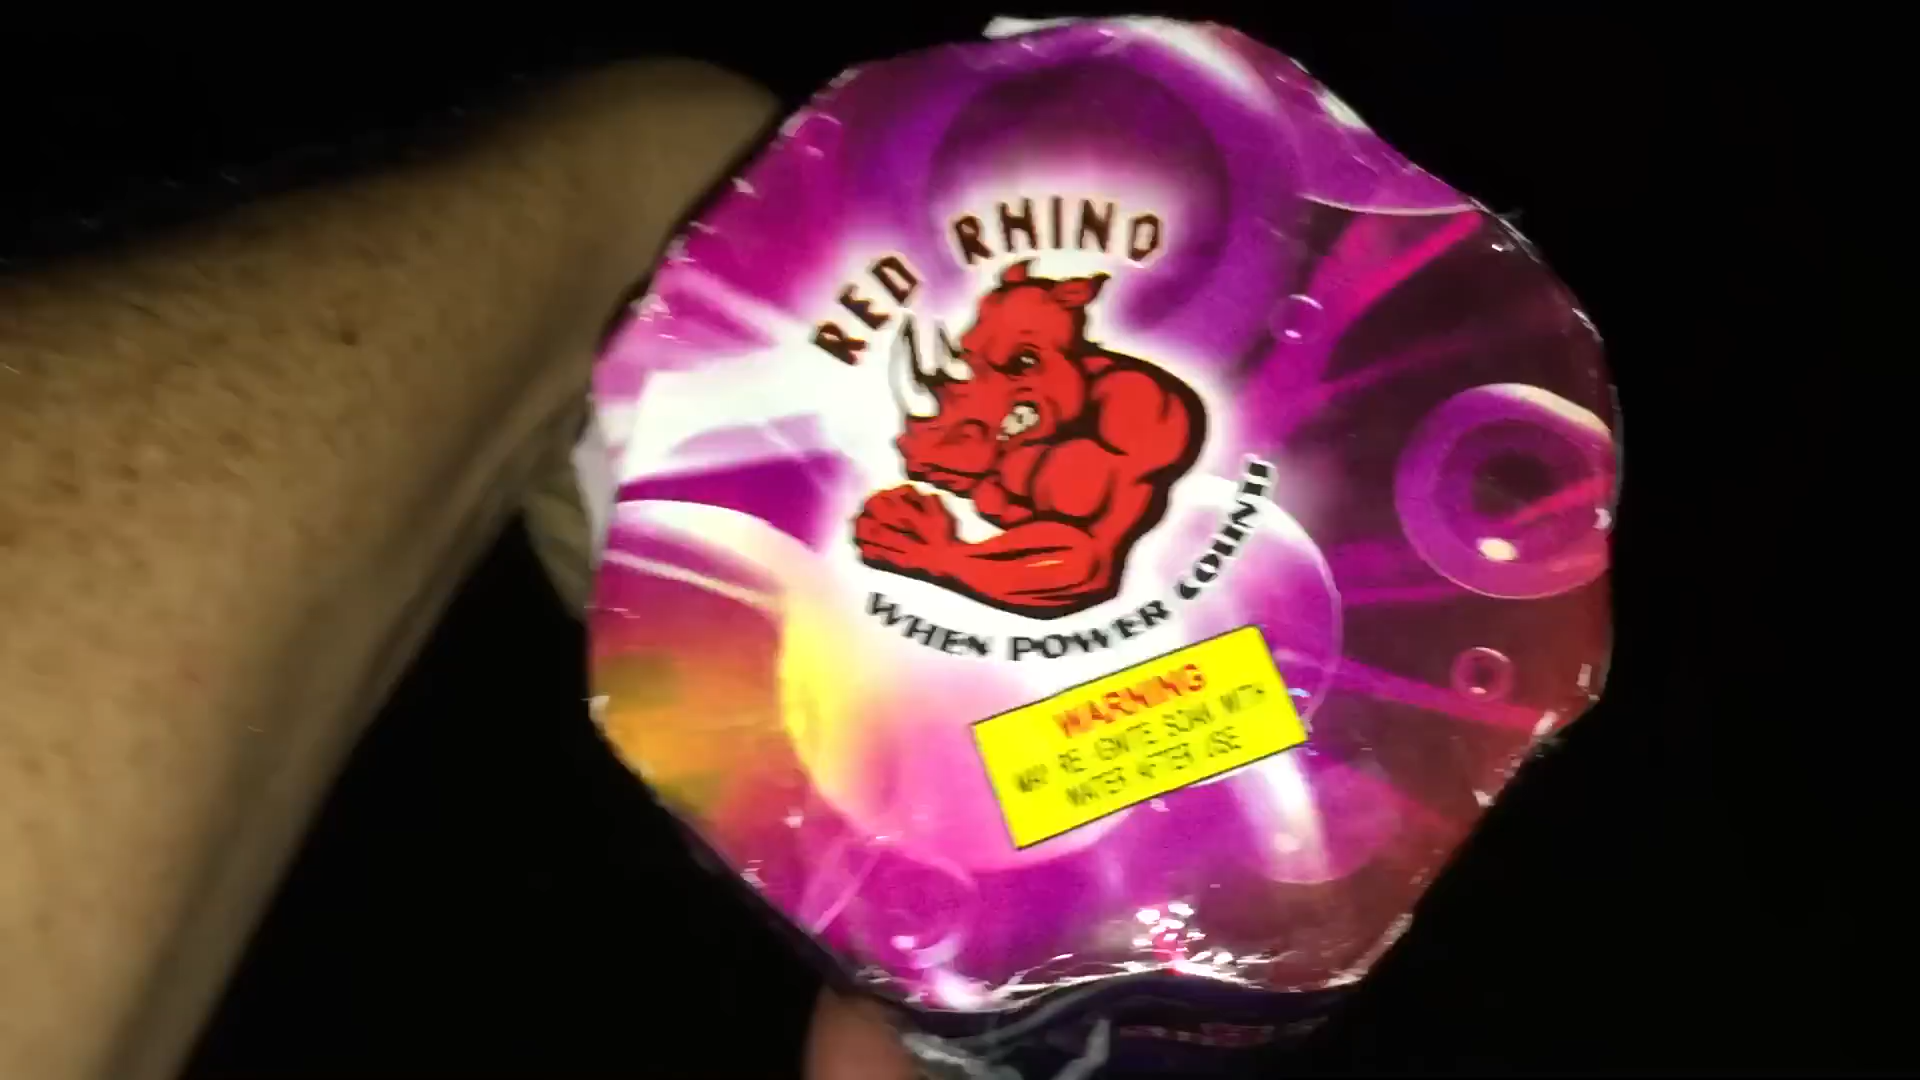 RED RHINO
WHEN POWER COUNTS
WARNING
MAY RE-IGNITE SOAK WITH
WATER AFTER USE